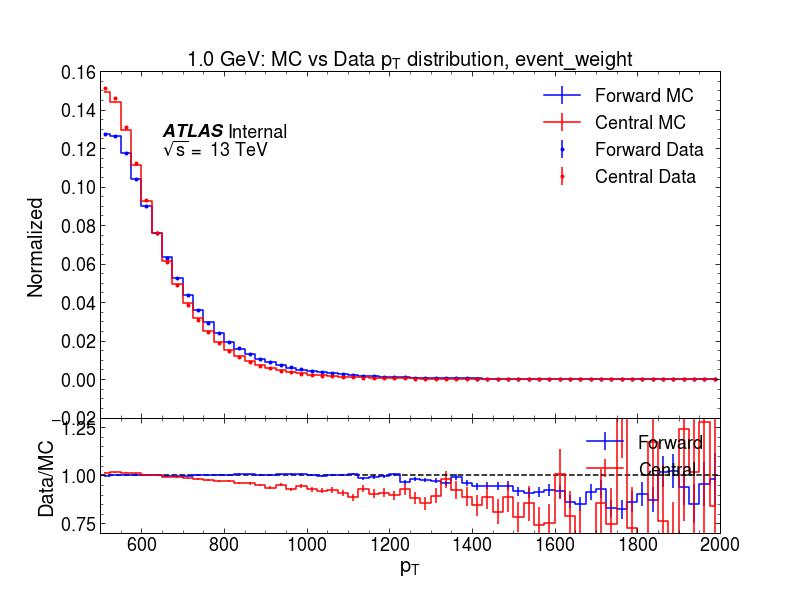 1.0 GeV: MC vs Data pT distribution, event_weight
0.16
0.14
0.12
0.10
0.08
0.06
0.04
0.02
0.00
−0.02
Normalized
ATLAS Internal
√s = 13 TeV
Forward MC
Central MC
Forward Data
Central Data
1.25
1.00
0.75
Data/MC
Forward
Central
600 800 1000 1200 1400 1600 1800 2000
pT